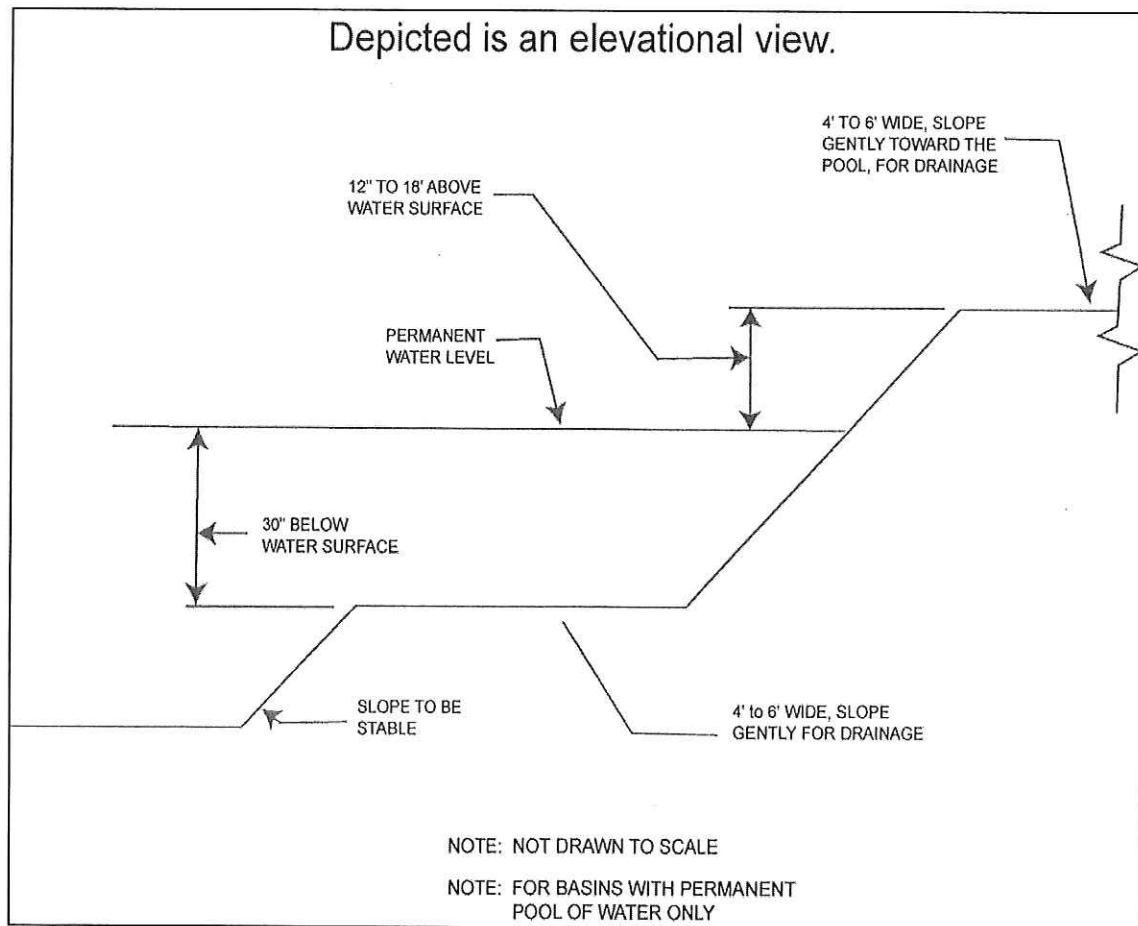 Depicted is an elevational view.
4' TO 6' WIDE, SLOPE
GENTLY TOWARD THE
POOL, FOR DRAINAGE
12" TO 18' ABOVE
WATER SURFACE
PERMANENT
WATER LEVEL
30" BELOW
WATER SURFACE
SLOPE TO BE
STABLE
4' to 6' WIDE, SLOPE
GENTLY FOR DRAINAGE
NOTE: NOT DRAWN TO SCALE
NOTE: FOR BASINS WITH PERMANENT
POOL OF WATER ONLY